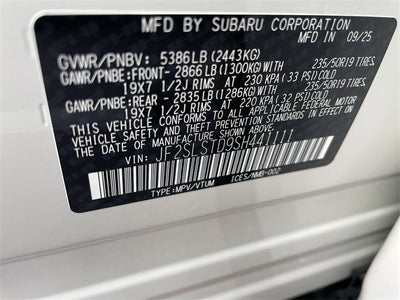 MFD BY SUBARU CORPORATION
MFD IN 09/25
GVWR/PNBV: 5386LB (2443KG)
GAWR/PNBE: FRONT- 2866LB (1300KG) WITH 235/50R19 TIRES,
19X7 1/2J RIMS AT 230 KPA (33 PSI) COLD
GAWR/PNBE: REAR - 2835LB (1286KG) WITH 235/50R19 TIRES,
19X7 1/2J RIMS AT 220 KPA (32 PSI) COLD
THIS VEHICLE CONFORMS TO ALL APPLICABLE FEDERAL MOTOR
VEHICLE SAFETY AND THEFT PREVENTION STANDARDS IN EFFECT ON
THE DATE OF MANUFACTURE SHOWN ABOVE.
VIN: JF2SLSTD9SH441111
TYPE:MPV/VTUM ICES/NMB-002